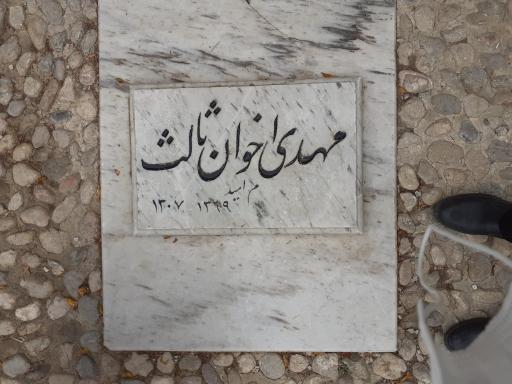 مهدی اخوان ثالث
م امید
۱۳۰۷ ۱۳۶۹